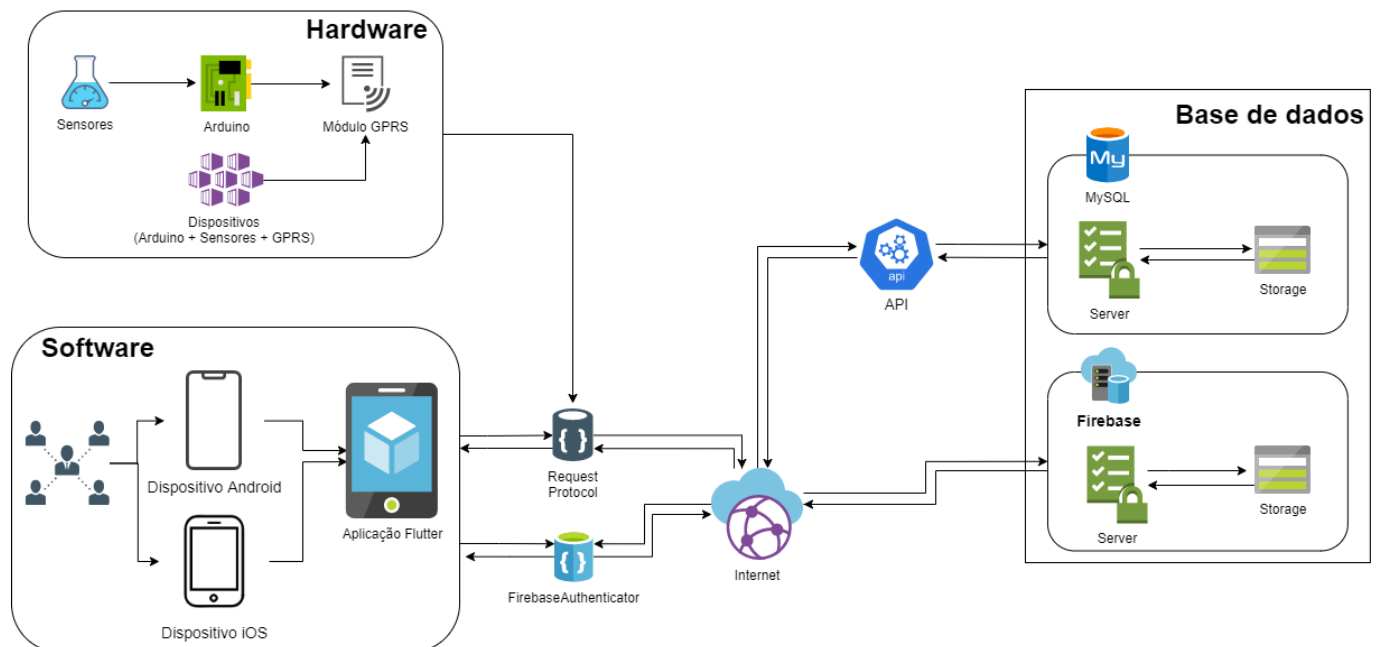 Hardware
Sensores
Arduino
Módulo GPRS
Dispositivos
(Arduino + Sensores + GPRS)
Software
Dispositivo Android
Dispositivo iOS
Aplicação Flutter
{ }
Request
Protocol
{ }
FirebaseAuthenticator
Internet
api
API
Base de dados
My
MySQL
Server
Storage
Firebase
Server
Storage